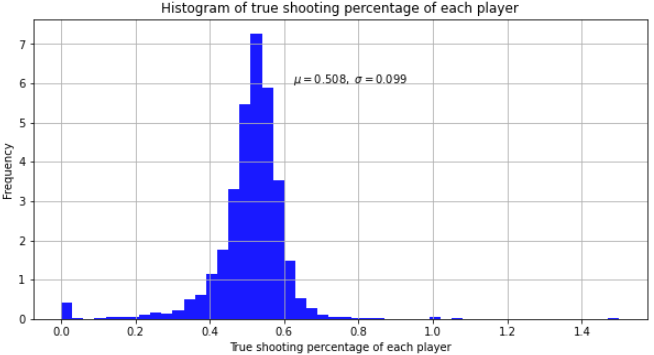 Histogram of true shooting percentage of each player
7
6
5
4
3
2
1
0
Frequency
μ = 0.508, σ = 0.099
0.0 0.2 0.4 0.6 0.8 1.0 1.2 1.4
True shooting percentage of each player